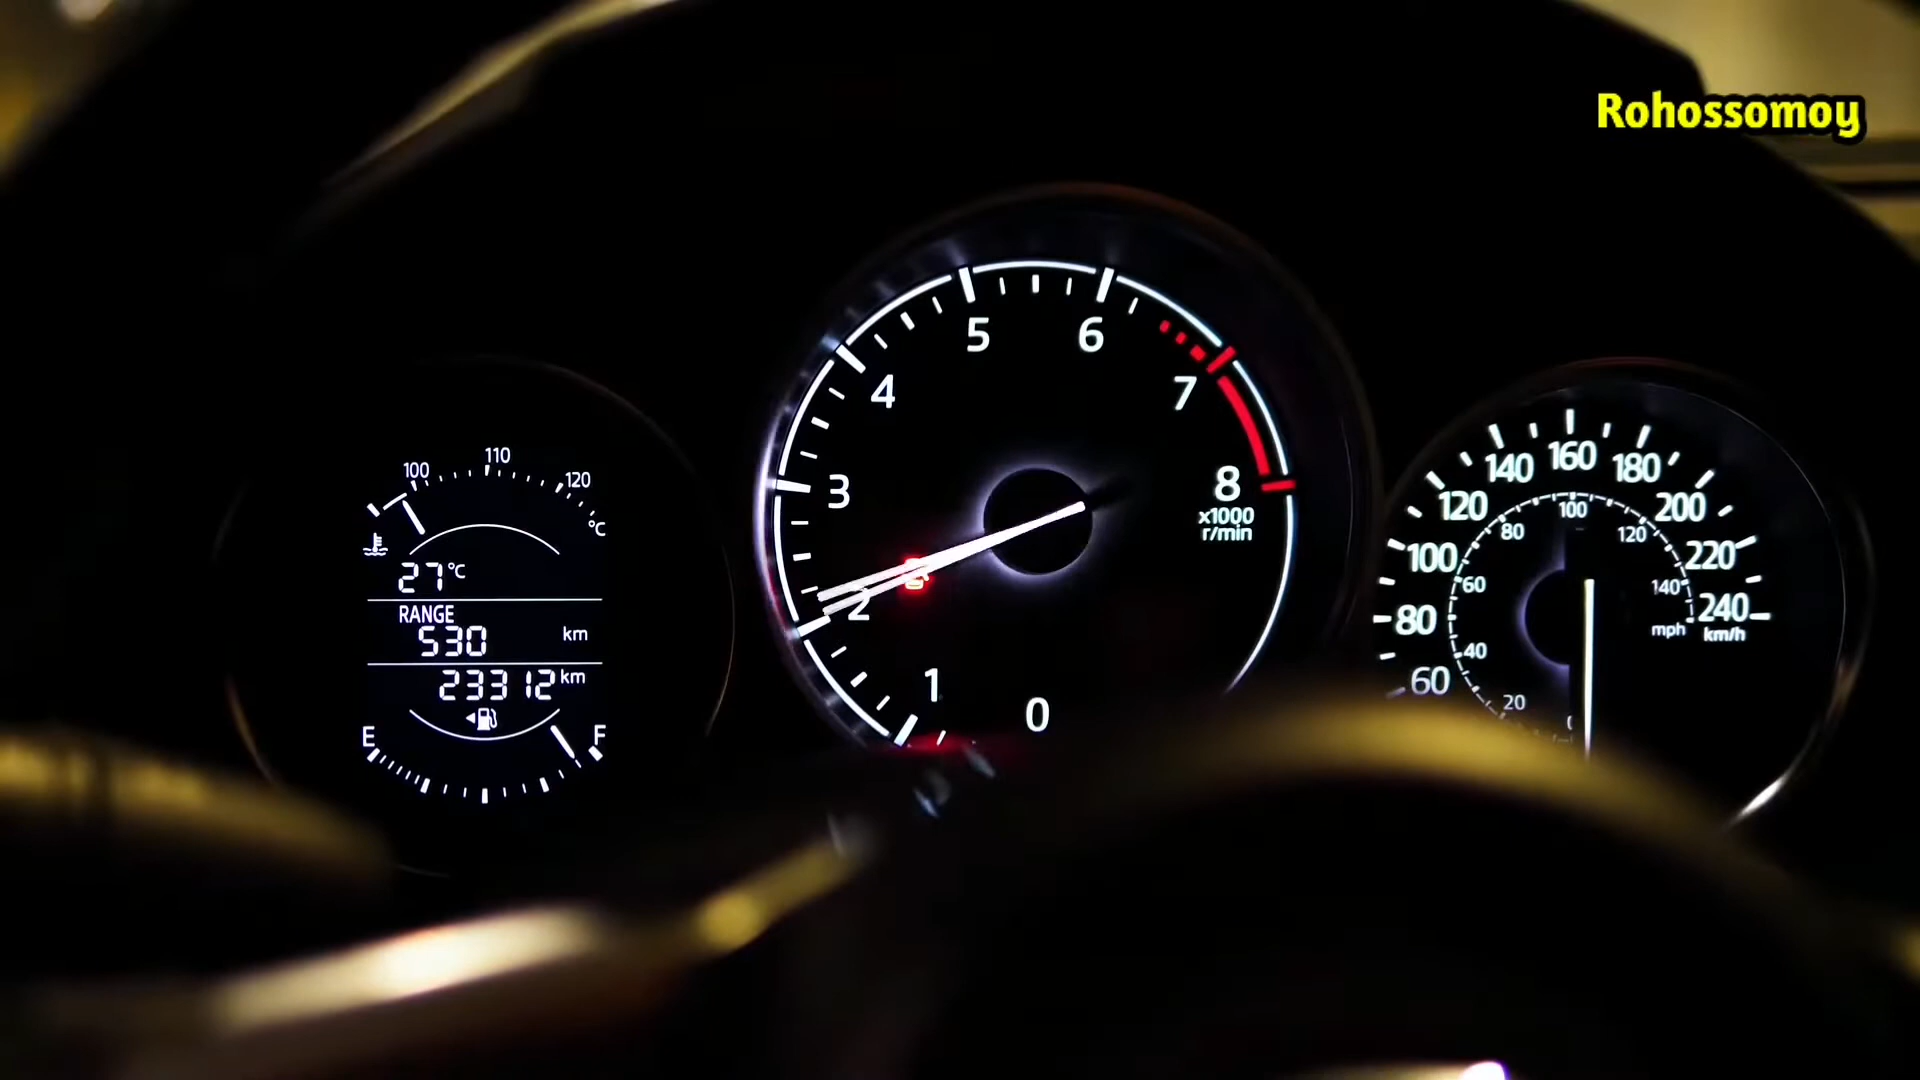 Rohossomoy
100 110 120
°C
27°C
RANGE
530 km
23312 km
E F
0 1 2 3 4 5 6 7 8
x1000
r/min
60 80 100 120 140 160 180 200 220 240
km/h
20 40 60 80 100 120 140
mph